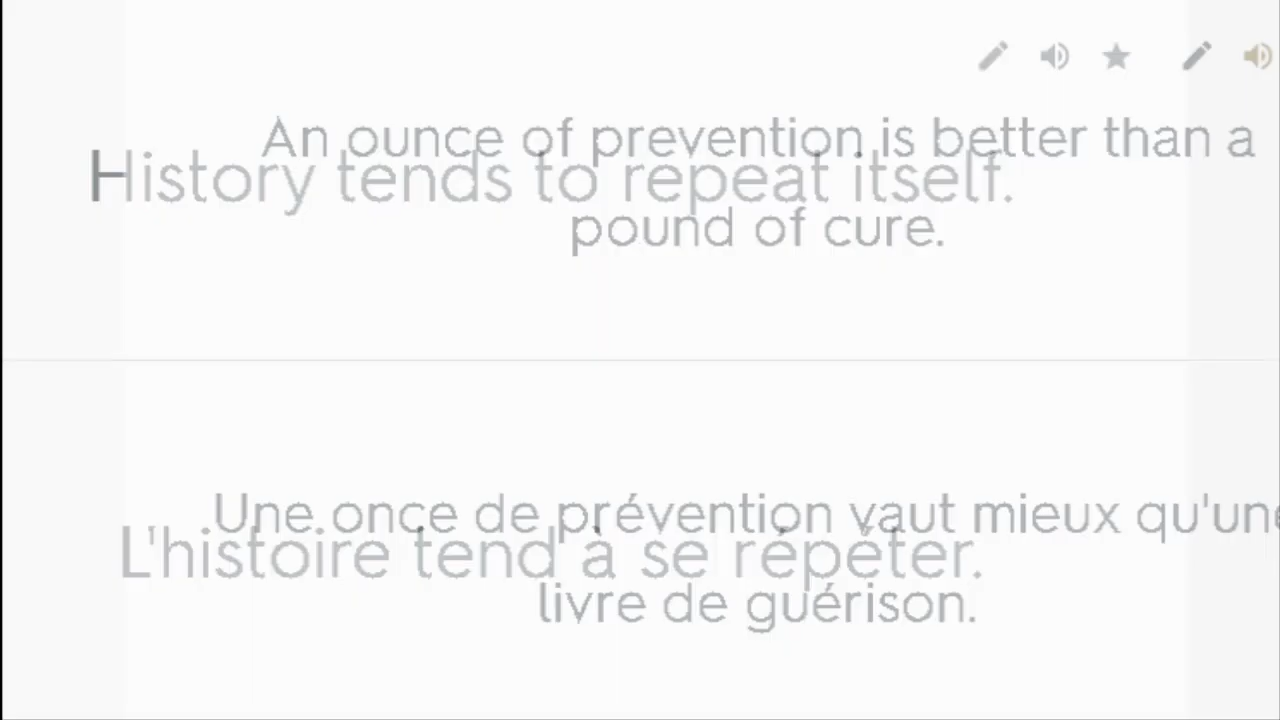 An ounce of prevention is better than a
History tends to repeat itself.
pound of cure.
Une once de prévention vaut mieux qu'une
L'histoire tend à se répéter.
livre de guérison.